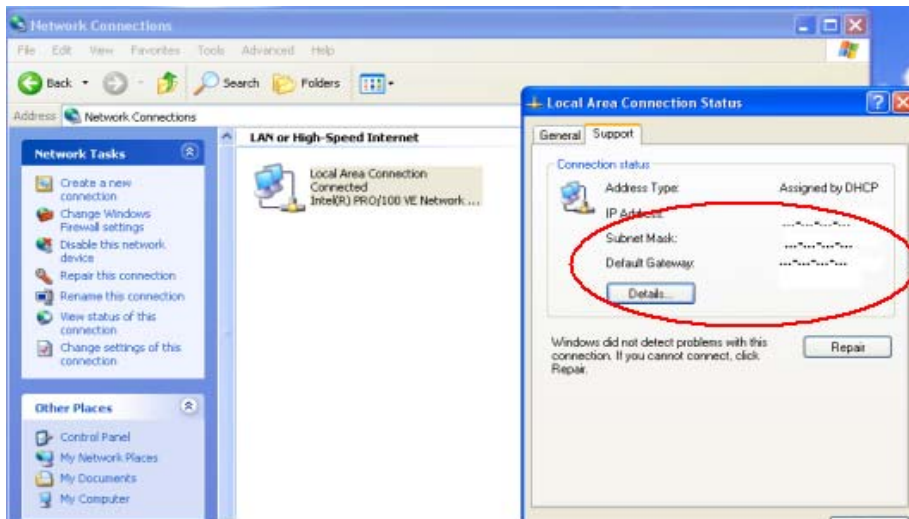 Network Connections
File Edit View Favorites Tools Advanced Help
Back Search Folders
Address Network Connections
Network Tasks
Create a new
connection
Change Windows
Firewall settings
Disable this network
device
Repair this connection
Rename this connection
View status of this
connection
Change settings of this
connection
Other Places
Control Panel
My Network Places
My Documents
My Computer
LAN or High-Speed Internet
Local Area Connection
Connected
Intel(R) PRO/100 VE Network ...
Local Area Connection Status
General Support
Connection status
Address Type: Assigned by DHCP
IP Address: ---.---.---.---
Subnet Mask: ---.---.---.---
Default Gateway: ---.---.---.---
Details...
Windows did not detect problems with this
connection. If you cannot connect, click
Repair.
Repair